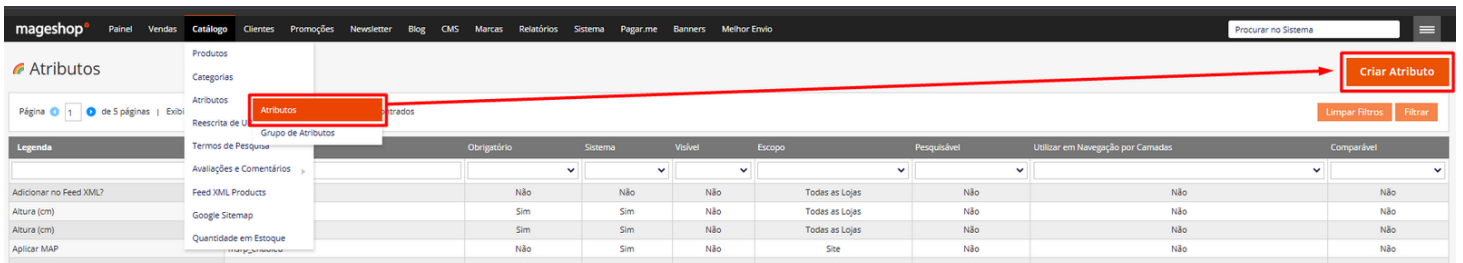 mageshop Painel Vendas Catálogo Clientes Promoções Newsletter Blog CMS Marcas Relatórios Sistema Pagar.me Banners Melhor Envio Procurar no Sistema
Produtos
Atributos
Criar Atributo
Categorias
Atributos
Atributos
Página 1 de 5 páginas | Exibi
ontrados
Limpar Filtros Filtrar
Reescrita de U
Grupo de Atributos
Termos de Pesquisa
Legenda Obrigatório Sistema Visível Escopo Pesquisável Utilizar em Navegação por Camadas Comparável
Avaliações e Comentários
Feed XML Products
Adicionar no Feed XML? Não Não Não Todas as Lojas Não Não Não
Google Sitemap
Altura (cm) Sim Sim Não Todas as Lojas Não Não Não
Altura (cm) Sim Sim Não Todas as Lojas Não Não Não
Quantidade em Estoque
Aplicar MAP Não Sim Não Site Não Não Não